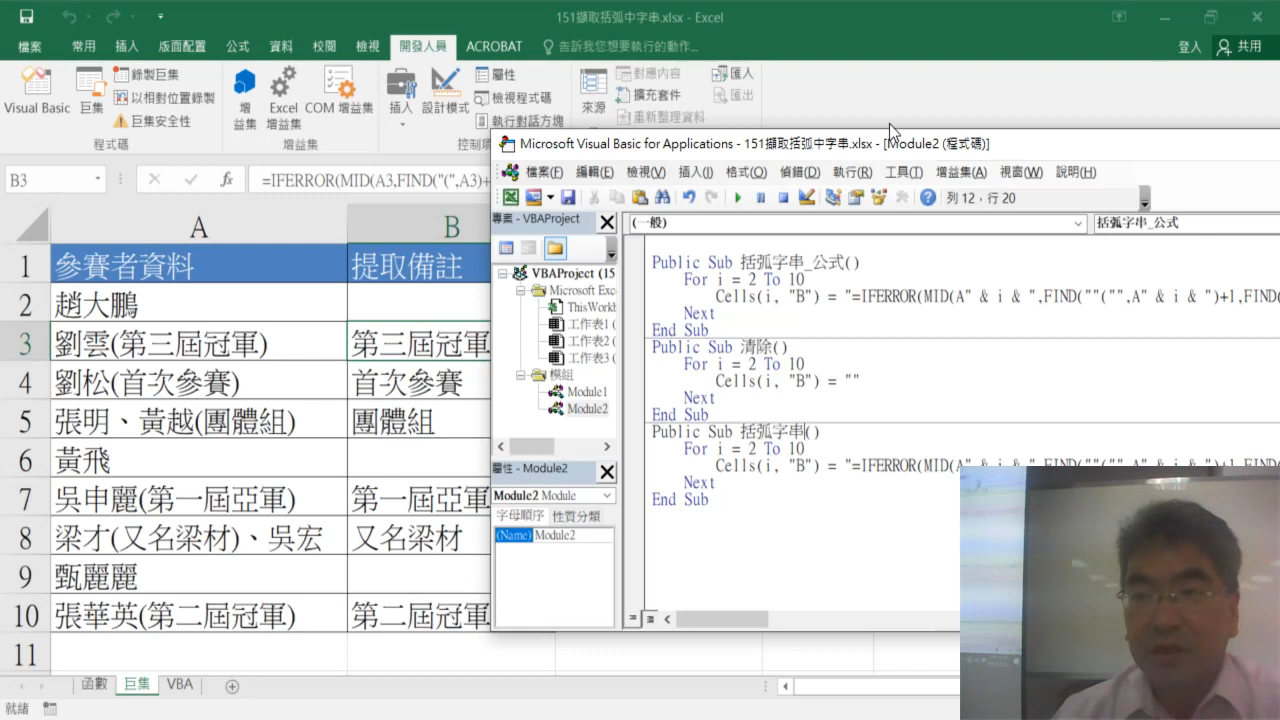 151擷取括弧中字串.xlsx - Excel
檔案 常用 插入 版面配置 公式 資料 校閱 檢視 開發人員 ACROBAT 告訴我您想要執行的動作... 登入 共用
Visual Basic 巨集 錄製巨集 以相對位置錄製 巨集安全性 程式碼
增益集 Excel 增益集 COM 增益集 增益集
插入 設計模式 屬性 檢視程式碼 執行對話方塊 控制項
來源 對應內容 擴充套件 重新整理資料 匯入 匯出
B3 fx =IFERROR(MID(A3,FIND("(",A3)+
A B
1 參賽者資料 提取備註
2 趙大鵬
3 劉雲(第三屆冠軍) 第三屆冠軍
4 劉松(首次參賽) 首次參賽
5 張明、黃越(團體組) 團體組
6 黃飛
7 吳申麗(第一屆亞軍) 第一屆亞軍
8 梁才(又名梁材)、吳宏 又名梁材
9 甄麗麗
10 張華英(第二屆冠軍) 第二屆冠軍
11
函數 巨集 VBA
就緒
Microsoft Visual Basic for Applications - 151擷取括弧中字串.xlsx - [Module2 (程式碼)]
檔案(F) 編輯(E) 檢視(V) 插入(I) 格式(O) 偵錯(D) 執行(R) 工具(T) 增益集(A) 視窗(W) 說明(H)
列 12，行 20
專案 - VBAProject
VBAProject (15
Microsoft Exc
ThisWorkb
工作表1 (
工作表2 (
工作表3 (
模組
Module1
Module2
屬性 - Module2
Module2 Module
字母順序 性質分類
(Name) Module2
(一般) 括弧字串_公式
Public Sub 括弧字串_公式()
For i = 2 To 10
Cells(i, "B") = "=IFERROR(MID(A" & i & ",FIND(""("",A" & i & ")+1,FIND(
Next
End Sub
Public Sub 清除()
For i = 2 To 10
Cells(i, "B") = ""
Next
End Sub
Public Sub 括弧字串()
For i = 2 To 10
Cells(i, "B") = "=IFERROR(MID(A" & i & ",FIND(""("",A" & i & ")+1,FIND(
Next
End Sub